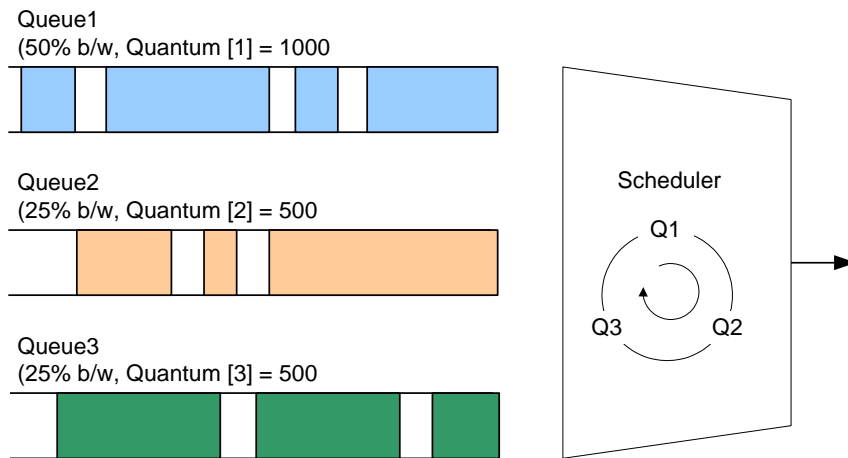 Queue1
(50% b/w, Quantum [1] = 1000
Queue2
(25% b/w, Quantum [2] = 500
Queue3
(25% b/w, Quantum [3] = 500
Scheduler
Q1
Q3
Q2